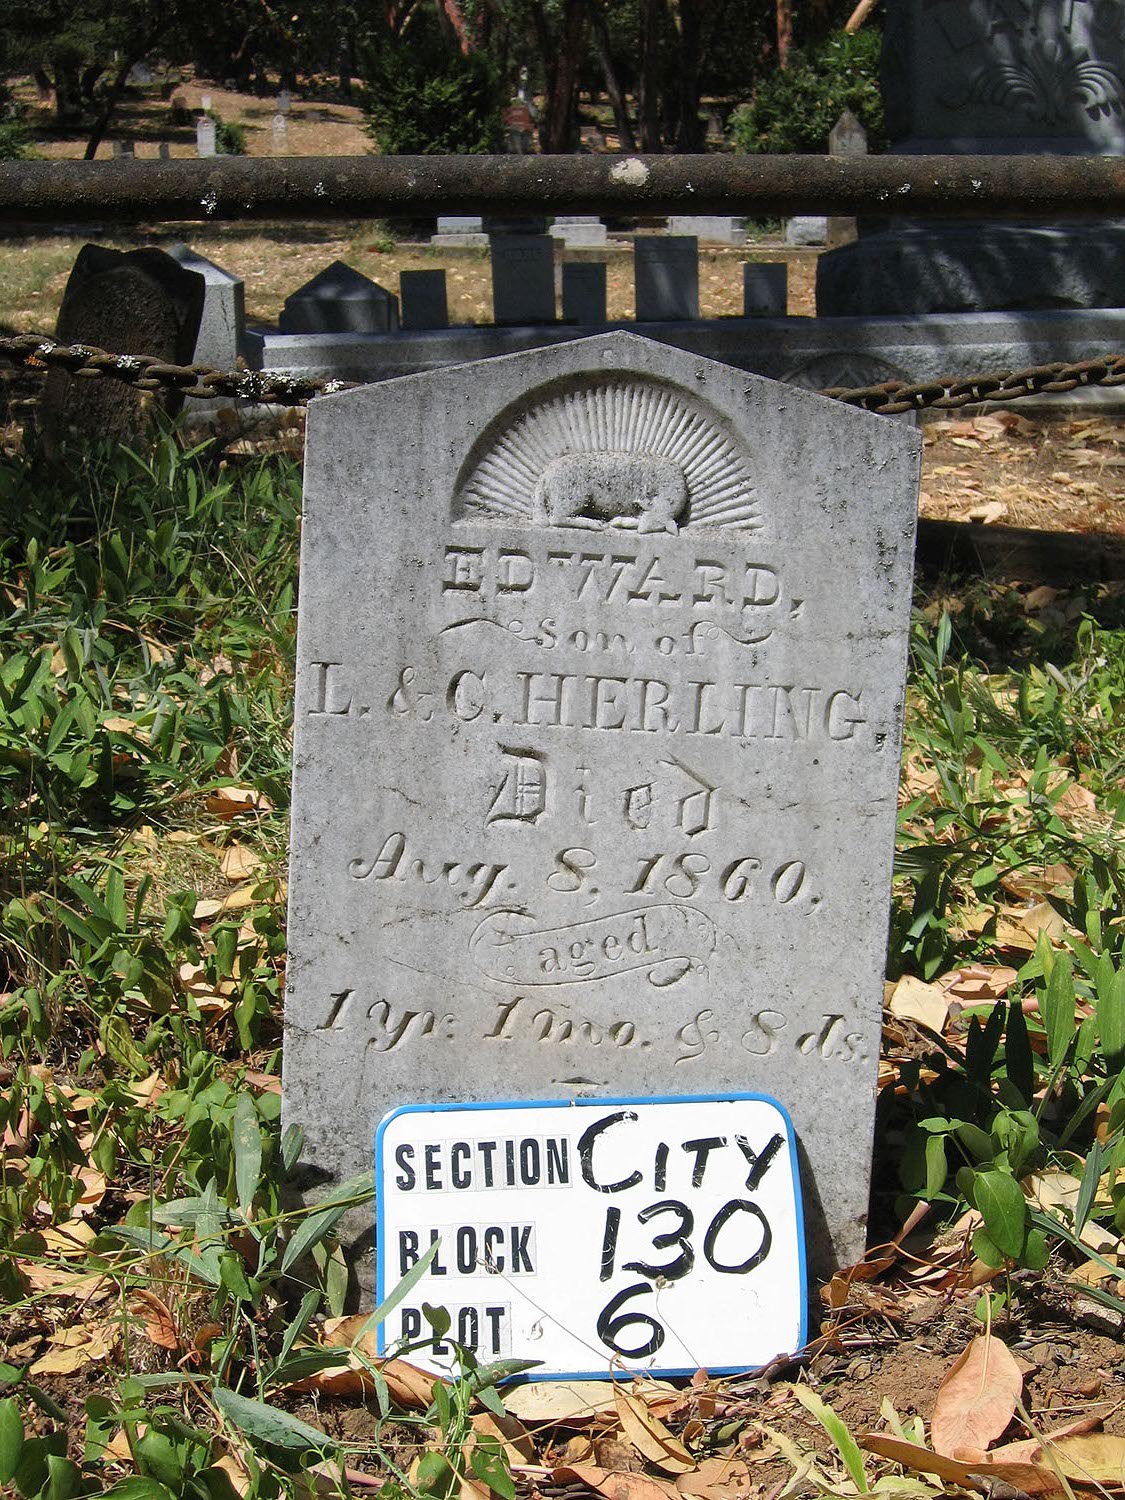 EDWARD,
Son of
L. & C. HERLING,
Died
Aug. 8, 1860,
aged
1 yr. 1 mo. & 8 ds.
SECTION CITY
BLOCK 130
PLOT 6